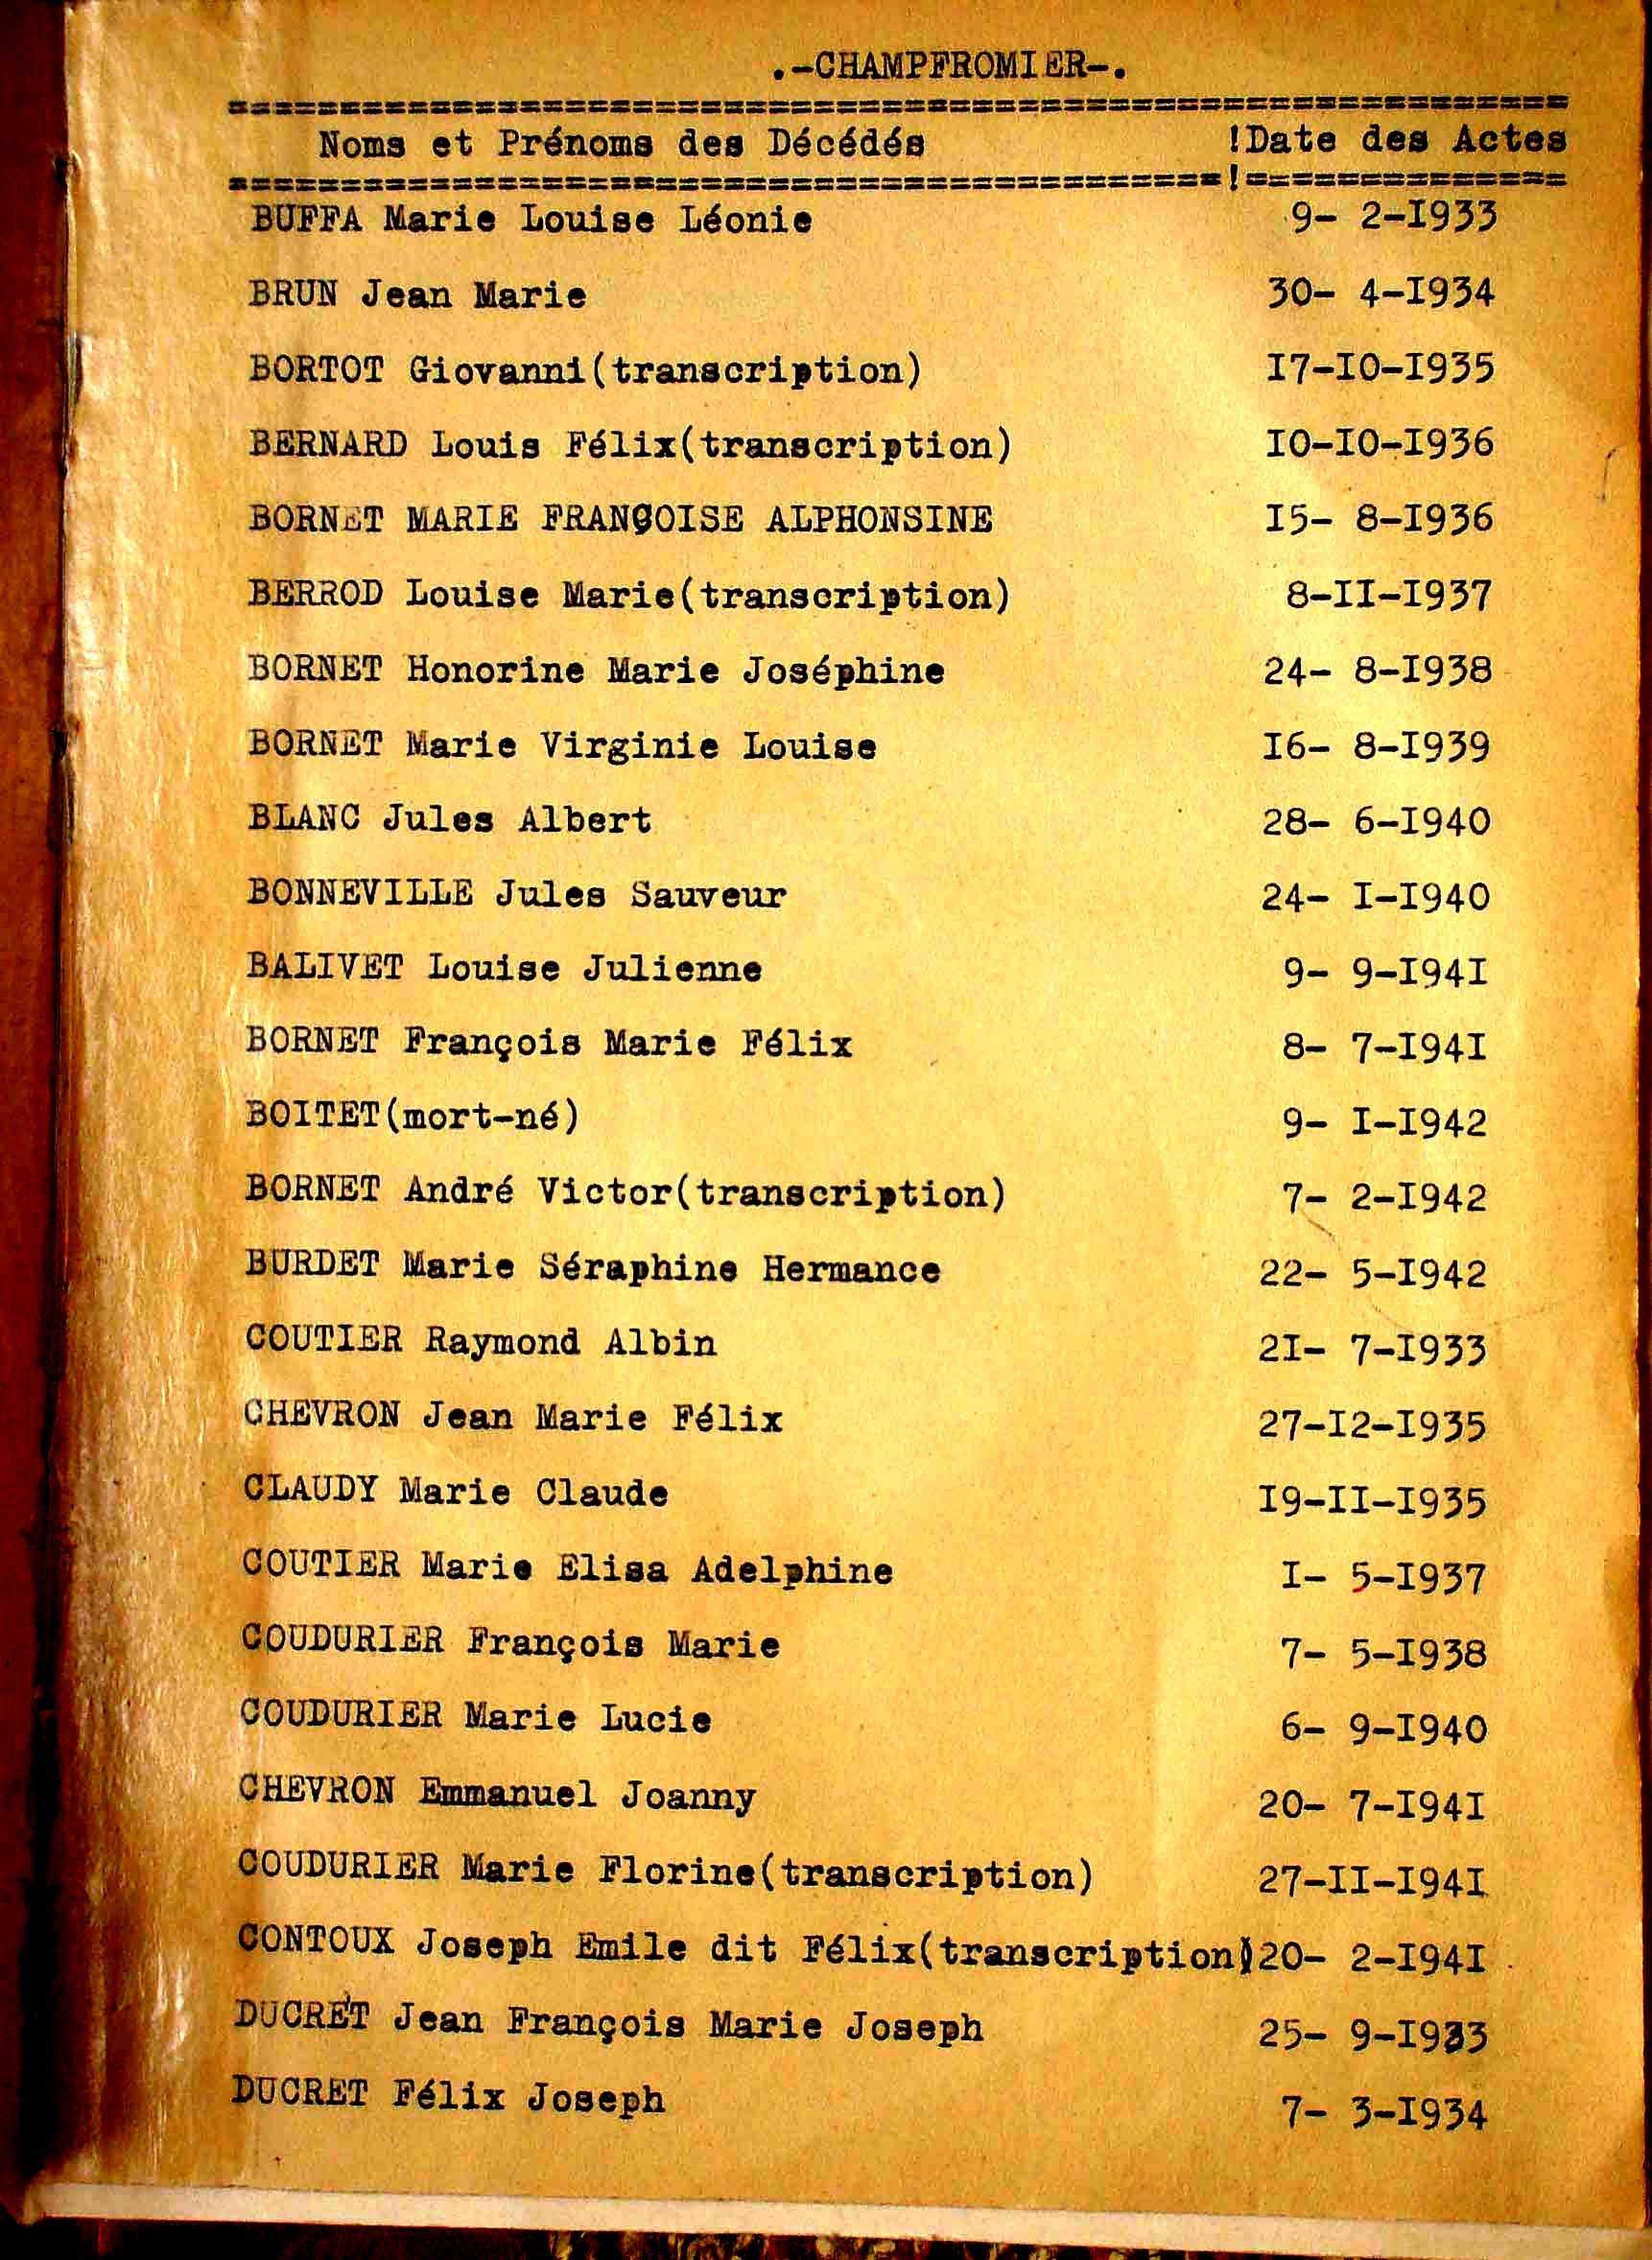 .-CHAMPFROMIER-.
Noms et Prénoms des Décédés !Date des Actes
BUFFA Marie Louise Léonie 9- 2-I933
BRUN Jean Marie 30- 4-I934
BORTOT Giovanni(transcription) I7-IO-I935
BERNARD Louis Félix(transcription) IO-IO-I936
BORNET MARIE FRANÇOISE ALPHONSINE I5- 8-I936
BERROD Louise Marie(transcription) 8-II-I937
BORNET Honorine Marie Joséphine 24- 8-I938
BORNET Marie Virginie Louise I6- 8-I939
BLANC Jules Albert 28- 6-I940
BONNEVILLE Jules Sauveur 24- I-I940
BALIVET Louise Julienne 9- 9-I94I
BORNET François Marie Félix 8- 7-I94I
BOITET(mort-né) 9- I-I942
BORNET André Victor(transcription) 7- 2-I942
BURDET Marie Séraphine Hermance 22- 5-I942
COUTIER Raymond Albin 2I- 7-I933
CHEVRON Jean Marie Félix 27-I2-I935
CLAUDY Marie Claude I9-II-I935
COUTIER Marie Elisa Adelphine I- 5-I937
COUDURIER François Marie 7- 5-I938
COUDURIER Marie Lucie 6- 9-I940
CHEVRON Emmanuel Joanny 20- 7-I94I
COUDURIER Marie Florine(transcription) 27-II-I94I
CONTOUX Joseph Emile dit Félix(transcription)20- 2-I94I
DUCRET Jean François Marie Joseph 25- 9-I933
DUCRET Félix Joseph 7- 3-I934